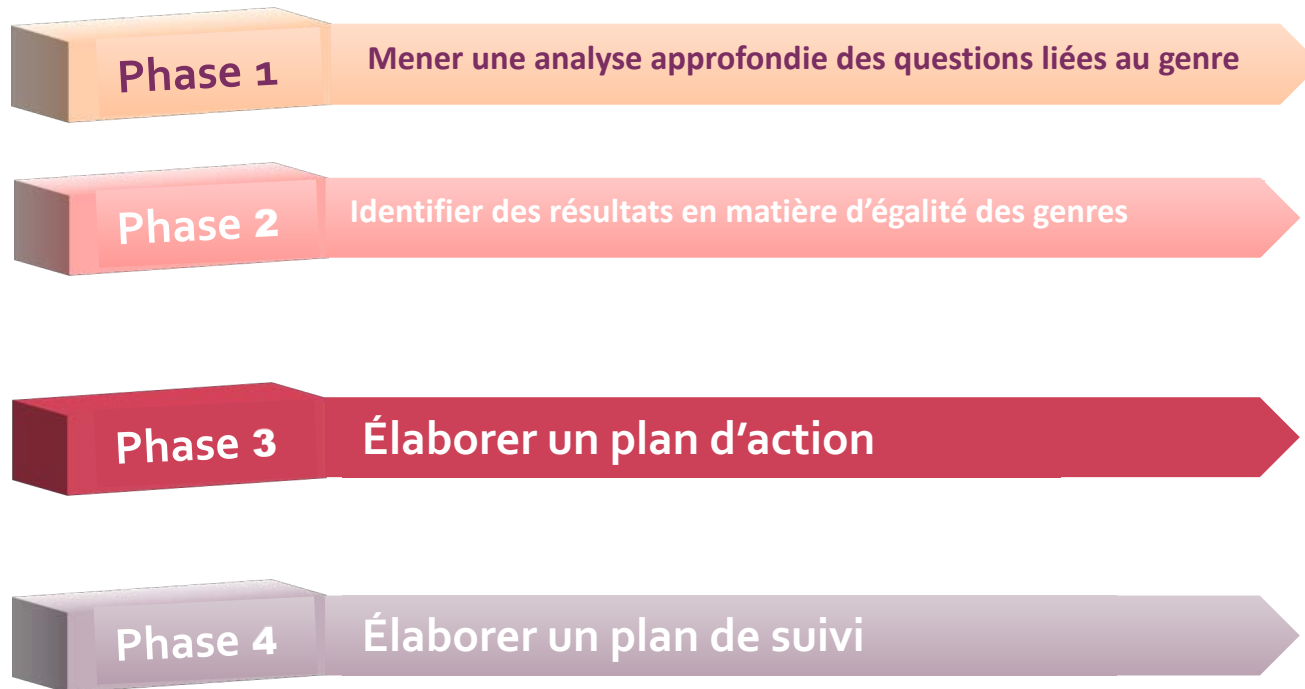 Phase 1
Mener une analyse approfondie des questions liées au genre
Phase 2
Identifier des résultats en matière d’égalité des genres
Phase 3
Élaborer un plan d’action
Phase 4
Élaborer un plan de suivi